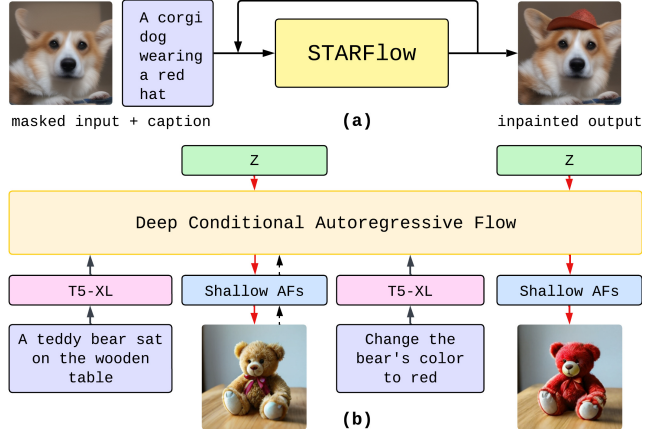 A corgi
dog
wearing
a red
hat
STARFlow
masked input + caption
(a)
inpainted output
Z
Z
Deep Conditional Autoregressive Flow
T5-XL
Shallow AFs
T5-XL
Shallow AFs
A teddy bear sat
on the wooden
table
Change the
bear's color
to red
(b)